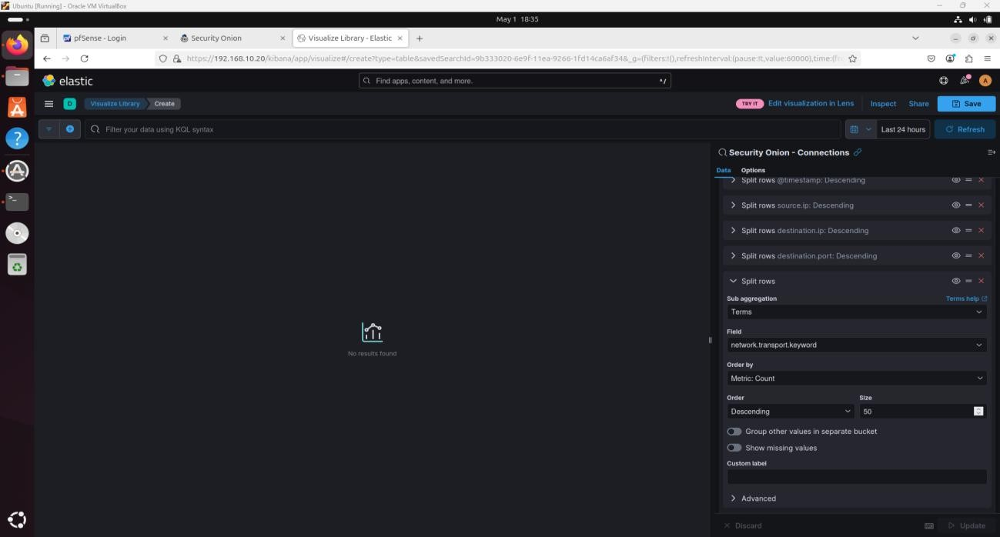 Ubuntu [Running] - Oracle VM VirtualBox
May 1 18:35
pfSense - Login
Security Onion
Visualize Library - Elastic
https://192.168.10.20/kibana/app/visualize#/create?type=table&savedSearchId=9b333020-6e9f-11ea-9266-1fd14ca6af34&_g=(filters:!(),refreshInterval:(pause:!t,value:60000),time:(fr
elastic
Find apps, content, and more.
^/
A
D
Visualize Library
Create
TRY IT
Edit visualization in Lens
Inspect
Share
Save
Filter your data using KQL syntax
Last 24 hours
Refresh
No results found
Security Onion - Connections
Data
Options
Split rows @timestamp: Descending
Split rows source.ip: Descending
Split rows destination.ip: Descending
Split rows destination.port: Descending
Split rows
Sub aggregation
Terms help
Terms
Field
network.transport.keyword
Order by
Metric: Count
Order
Size
Descending
50
Group other values in separate bucket
Show missing values
Custom label
Advanced
Discard
Update